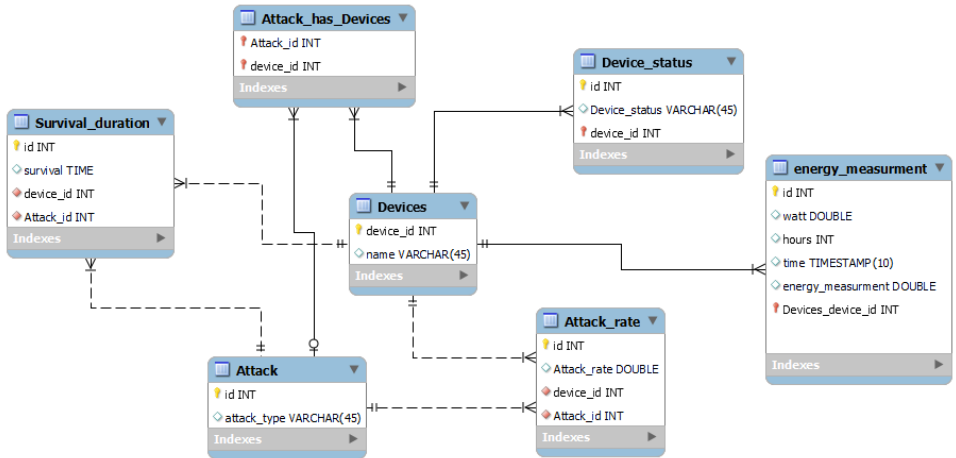 Attack_has_Devices
Attack_id INT
device_id INT
Indexes
Device_status
id INT
Device_status VARCHAR(45)
device_id INT
Indexes
Survival_duration
id INT
survival TIME
device_id INT
Attack_id INT
Indexes
energy_measurment
id INT
watt DOUBLE
hours INT
time TIMESTAMP(10)
energy_measurment DOUBLE
Devices_device_id INT
Indexes
Devices
device_id INT
name VARCHAR(45)
Indexes
Attack_rate
id INT
Attack_rate DOUBLE
device_id INT
Attack_id INT
Indexes
Attack
id INT
attack_type VARCHAR(45)
Indexes